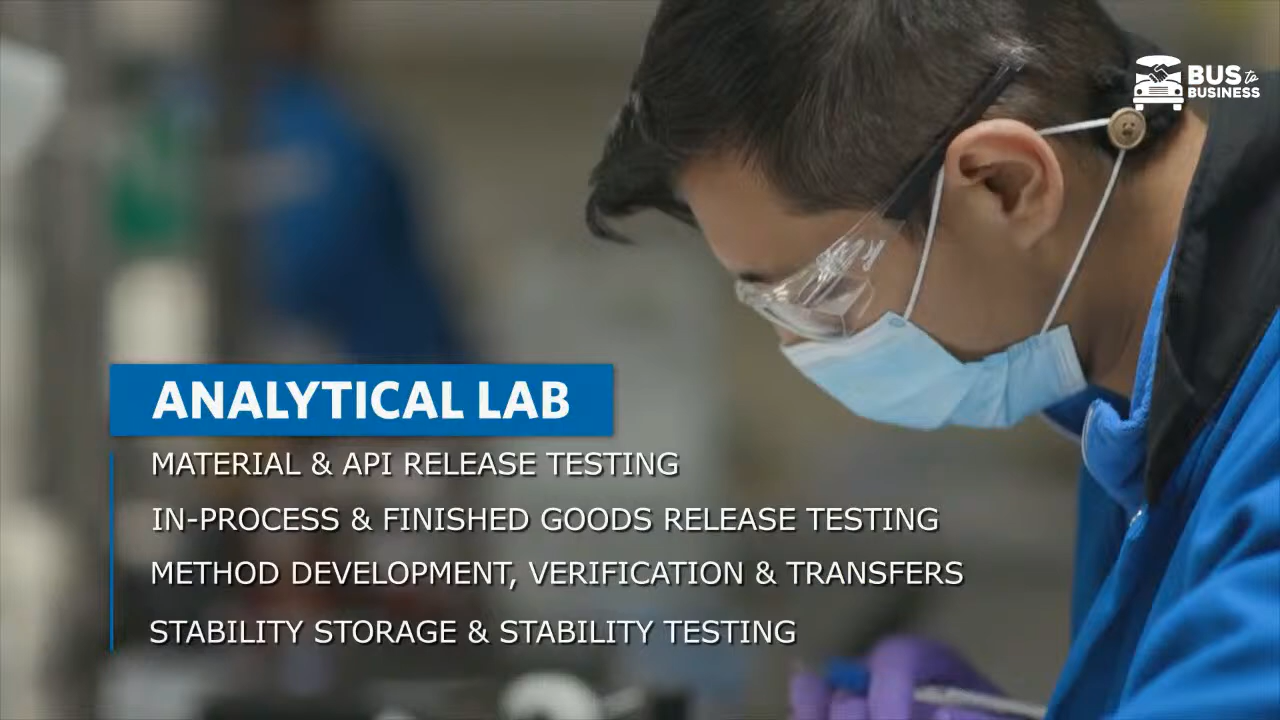 BUS to
BUSINESS
ANALYTICAL LAB
MATERIAL & API RELEASE TESTING
IN-PROCESS & FINISHED GOODS RELEASE TESTING
METHOD DEVELOPMENT, VERIFICATION & TRANSFERS
STABILITY STORAGE & STABILITY TESTING